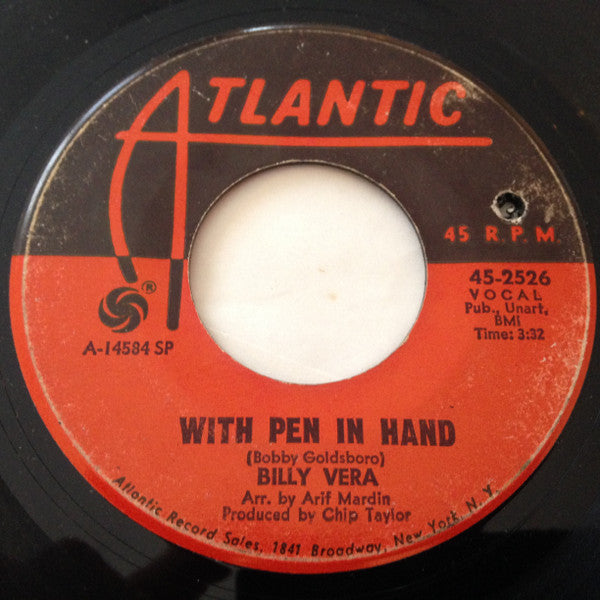 ATLANTIC
45 R.P.M.
45-2526
VOCAL
Pub., Unart,
BMI
Time: 3:32
®
A-14584 SP
WITH PEN IN HAND
(Bobby Goldsboro)
BILLY VERA
Arr. by Arif Mardin
Produced by Chip Taylor
Atlantic Record Sales, 1841 Broadway, New York, N.Y.